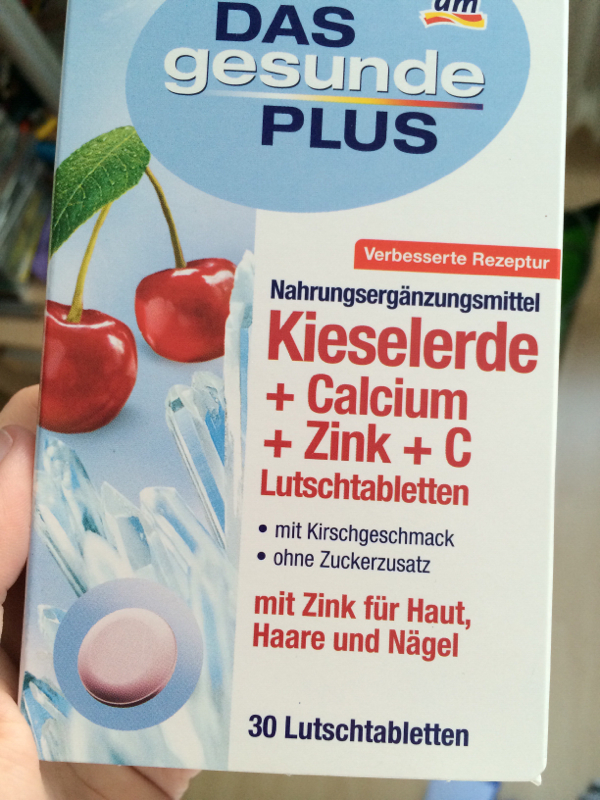 dm
DAS
gesunde
PLUS
Verbesserte Rezeptur
Nahrungsergänzungsmittel
Kieselerde
+ Calcium
+ Zink + C
Lutschtabletten
• mit Kirschgeschmack
• ohne Zuckerzusatz
mit Zink für Haut,
Haare und Nägel
30 Lutschtabletten